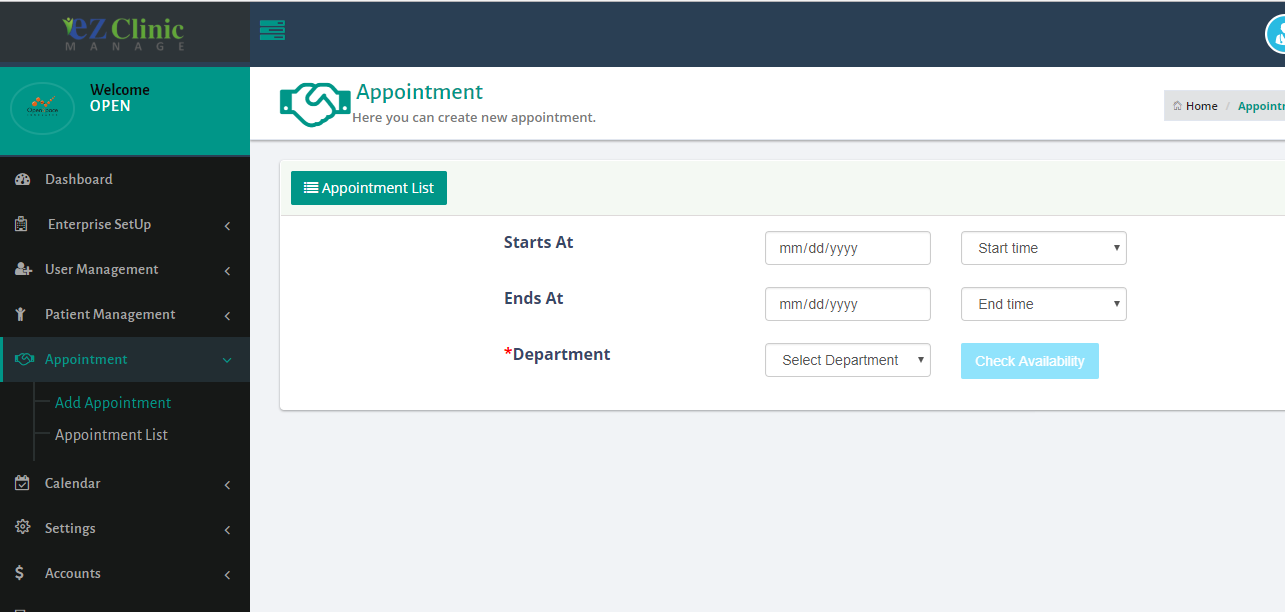 eZ Clinic
MANAGE
Welcome
OPEN
Dashboard
Enterprise SetUp
User Management
Patient Management
Appointment
Add Appointment
Appointment List
Calendar
Settings
$ Accounts
Appointment
Here you can create new appointment.
Home / Appointm
Appointment List
Starts At mm/dd/yyyy Start time
Ends At mm/dd/yyyy End time
*Department Select Department Check Availability